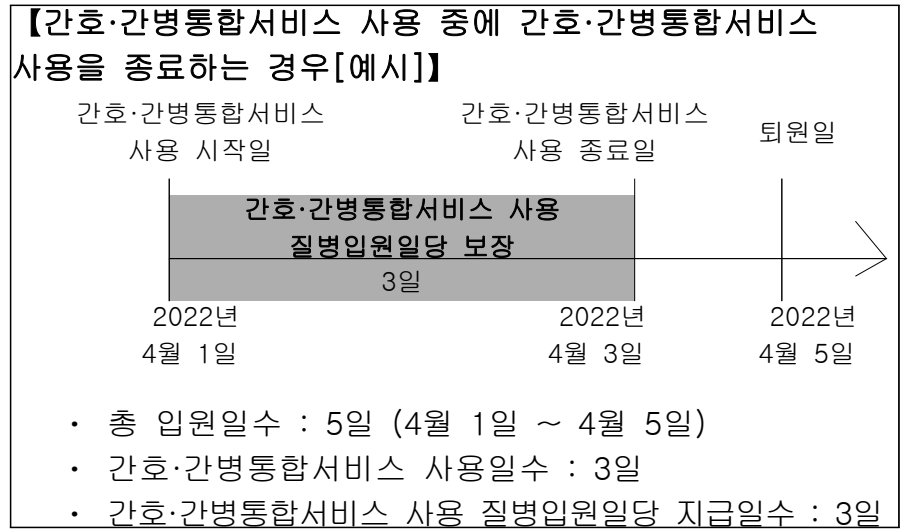 【간호·간병통합서비스 사용 중에 간호·간병통합서비스
사용을 종료하는 경우[예시]】
간호·간병통합서비스
사용 시작일
간호·간병통합서비스
사용 종료일
퇴원일
간호·간병통합서비스 사용
질병입원일당 보장
3일
2022년
4월 1일
2022년
4월 3일
2022년
4월 5일
· 총 입원일수 : 5일 (4월 1일 ~ 4월 5일)
· 간호·간병통합서비스 사용일수 : 3일
· 간호·간병통합서비스 사용 질병입원일당 지급일수 : 3일